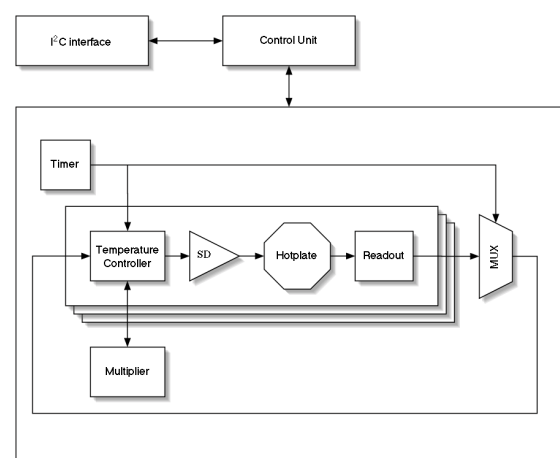 I²C interface
Control Unit
Timer
Temperature
Controller
SD
Hotplate
Readout
MUX
Multiplier